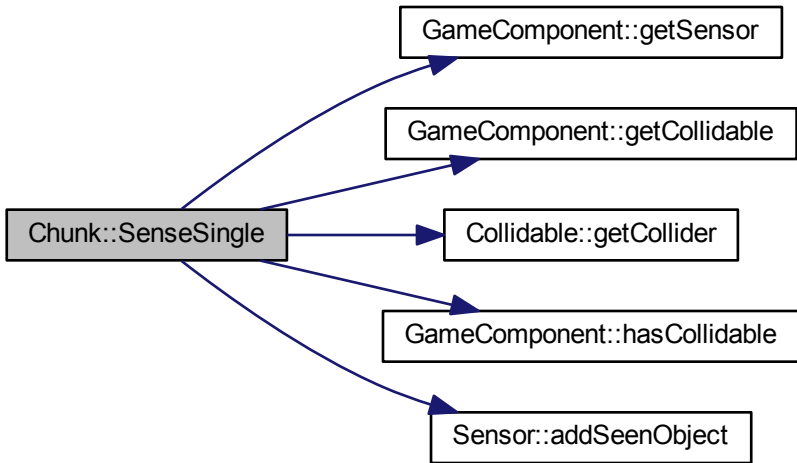 GameComponent::getSensor
GameComponent::getCollidable
Chunk::SenseSingle
Collidable::getCollider
GameComponent::hasCollidable
Sensor::addSeenObject